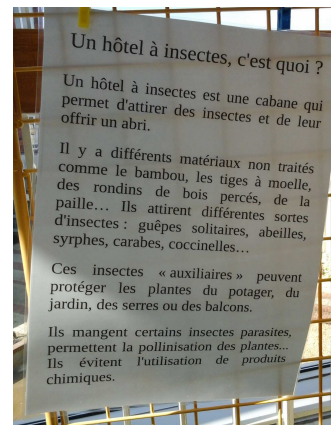 Un hôtel à insectes, c'est quoi ?
Un hôtel à insectes est une cabane qui
permet d'attirer des insectes et de leur
offrir un abri.
Il y a différents matériaux non traités
comme le bambou, les tiges à moelle,
des rondins de bois percés, de la
paille… Ils attirent différentes sortes
d'insectes : guêpes solitaires, abeilles,
syrphes, carabes, coccinelles…
Ces insectes « auxiliaires » peuvent
protéger les plantes du potager, du
jardin, des serres ou des balcons.
Ils mangent certains insectes parasites,
permettent la pollinisation des plantes...
Ils évitent l'utilisation de produits
chimiques.